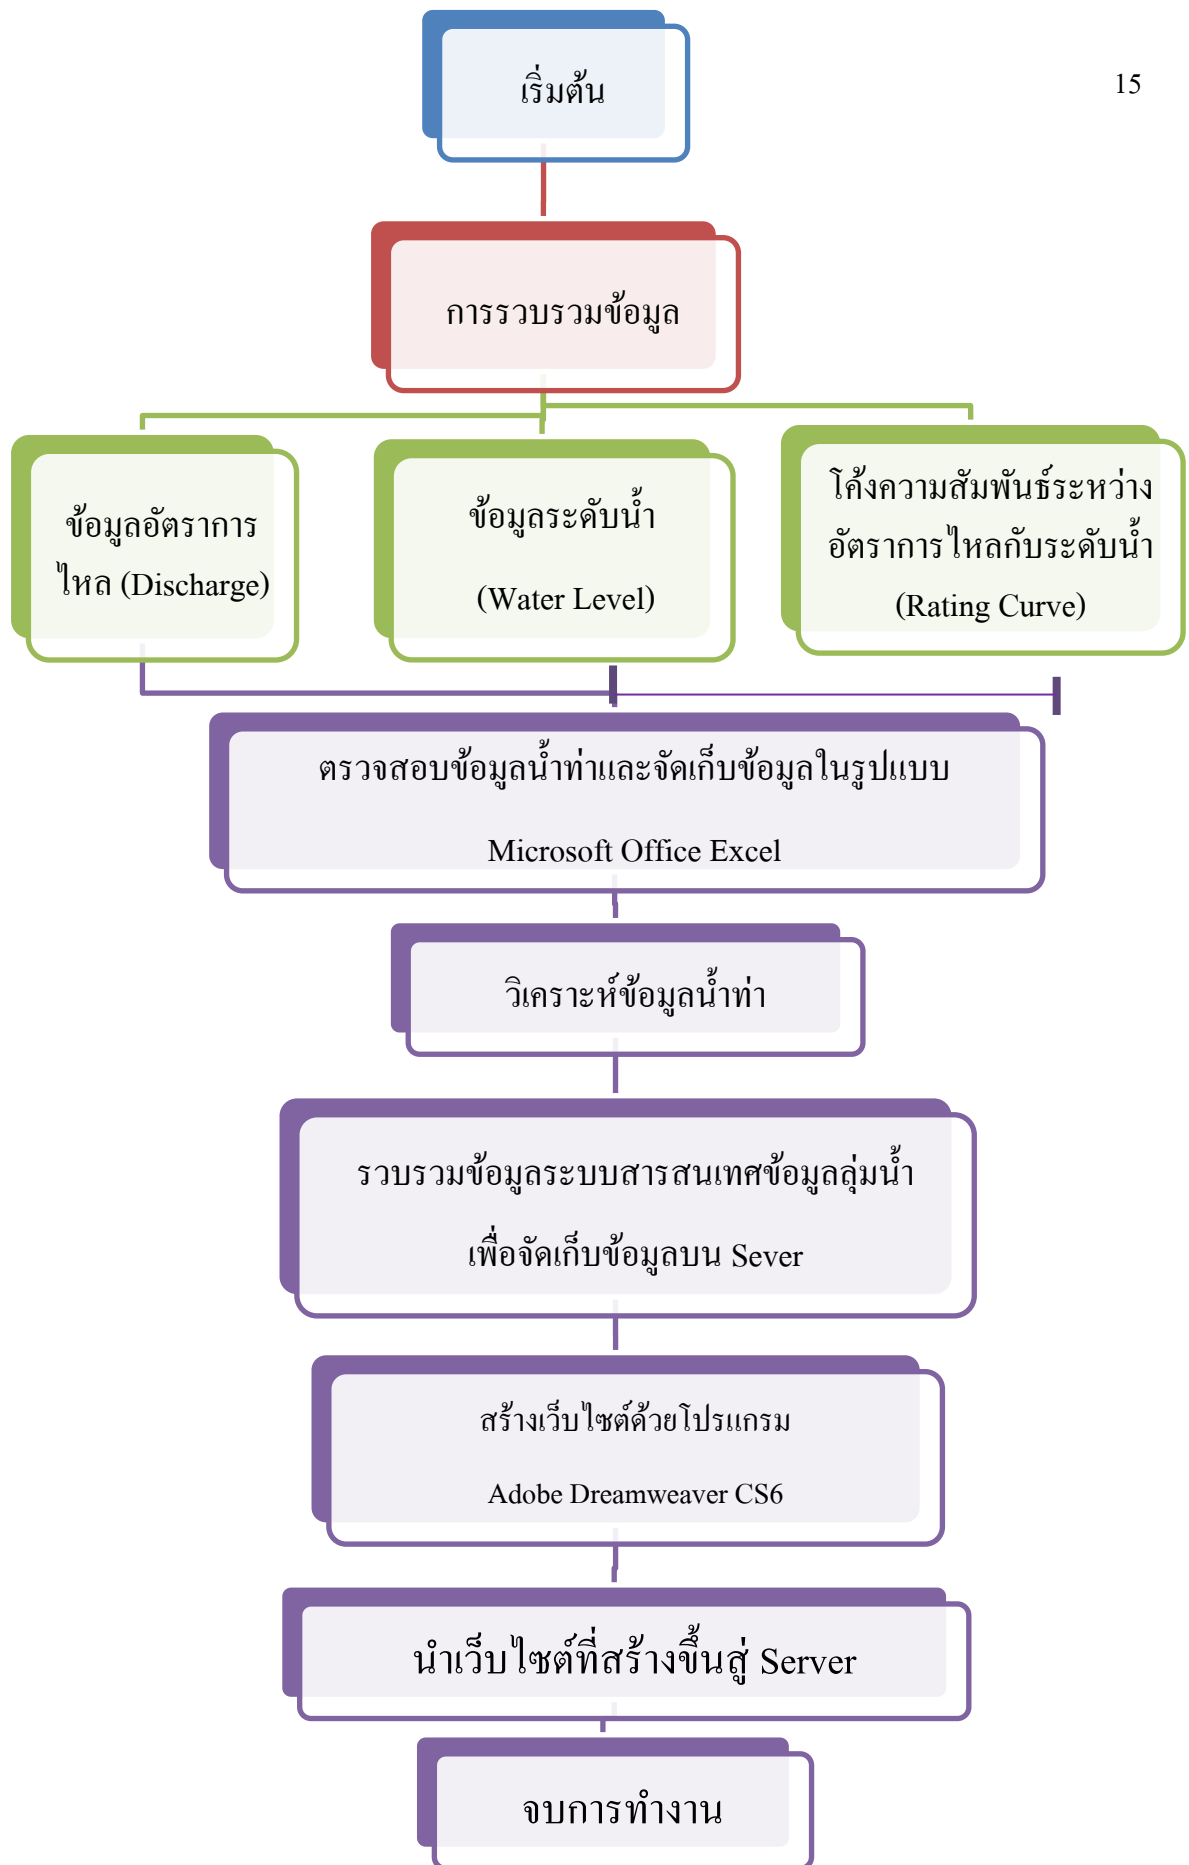 15
เริ่มต้น
การรวบรวมข้อมูล
ข้อมูลอัตราการ
ไหล (Discharge)
ข้อมูลระดับน้ำ
(Water Level)
โค้งความสัมพันธ์ระหว่าง
อัตราการไหลกับระดับน้ำ
(Rating Curve)
ตรวจสอบข้อมูลน้ำท่าและจัดเก็บข้อมูลในรูปแบบ
Microsoft Office Excel
วิเคราะห์ข้อมูลน้ำท่า
รวบรวมข้อมูลระบบสารสนเทศข้อมูลลุ่มน้ำ
เพื่อจัดเก็บข้อมูลบน Sever
สร้างเว็บไซต์ด้วยโปรแกรม
Adobe Dreamweaver CS6
นำเว็บไซต์ที่สร้างขึ้นสู่ Server
จบการทำงาน